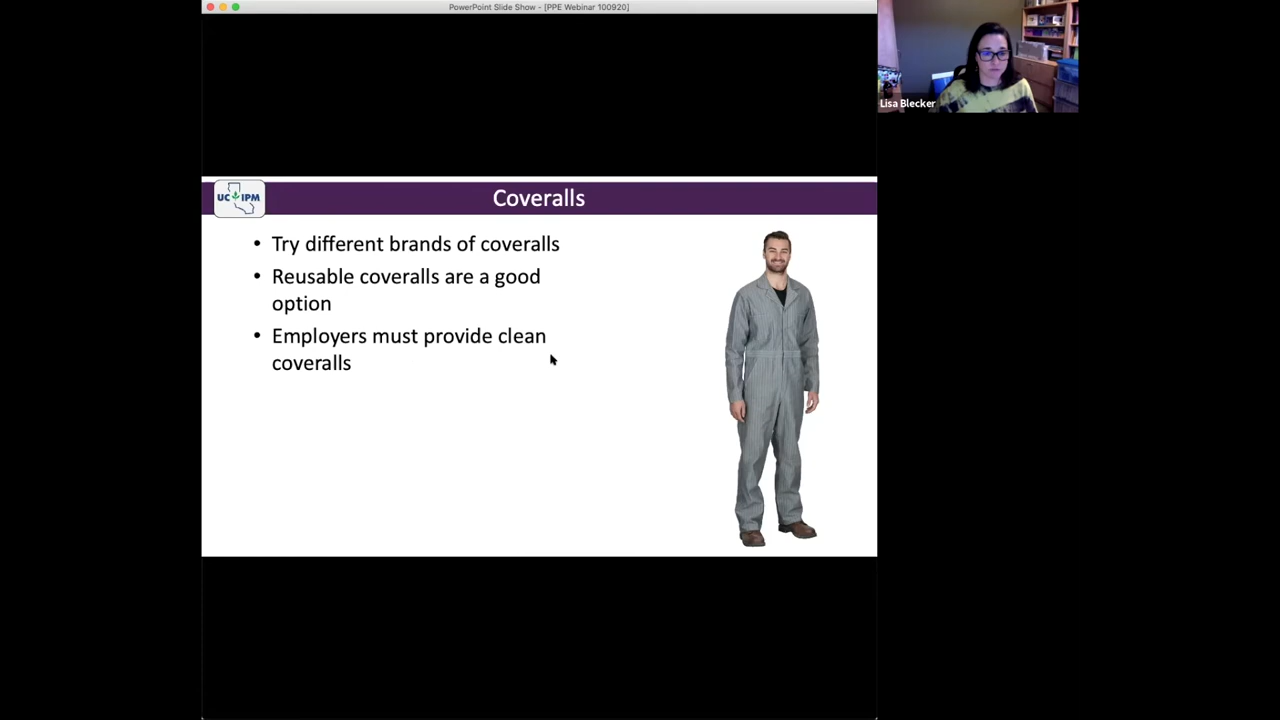 PowerPoint Slide Show - [PPE Webinar 100920]
Lisa Blecker
UC IPM
Coveralls
• Try different brands of coveralls
• Reusable coveralls are a good
option
• Employers must provide clean
coveralls